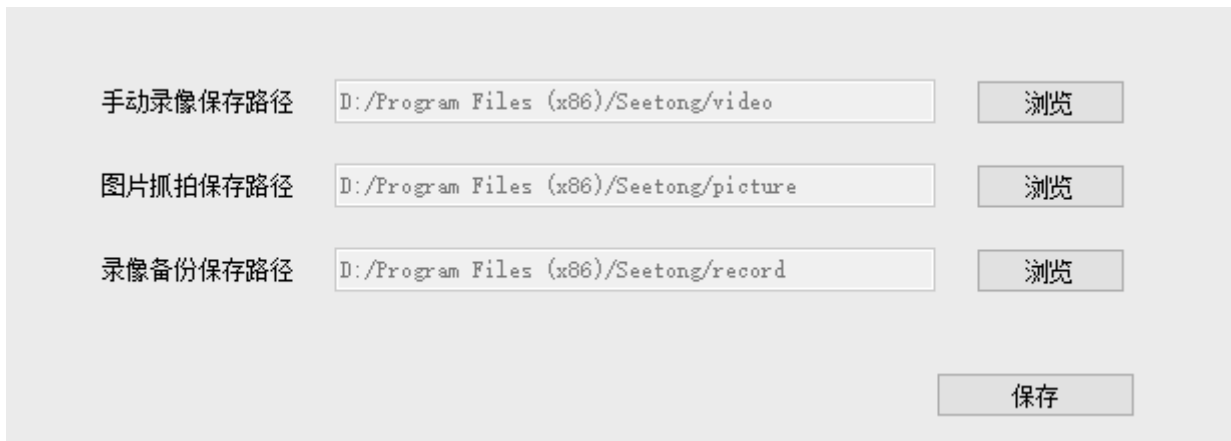 手动录像保存路径 D:/Program Files (x86)/Seetong/video 浏览
图片抓拍保存路径 D:/Program Files (x86)/Seetong/picture 浏览
录像备份保存路径 D:/Program Files (x86)/Seetong/record 浏览
保存